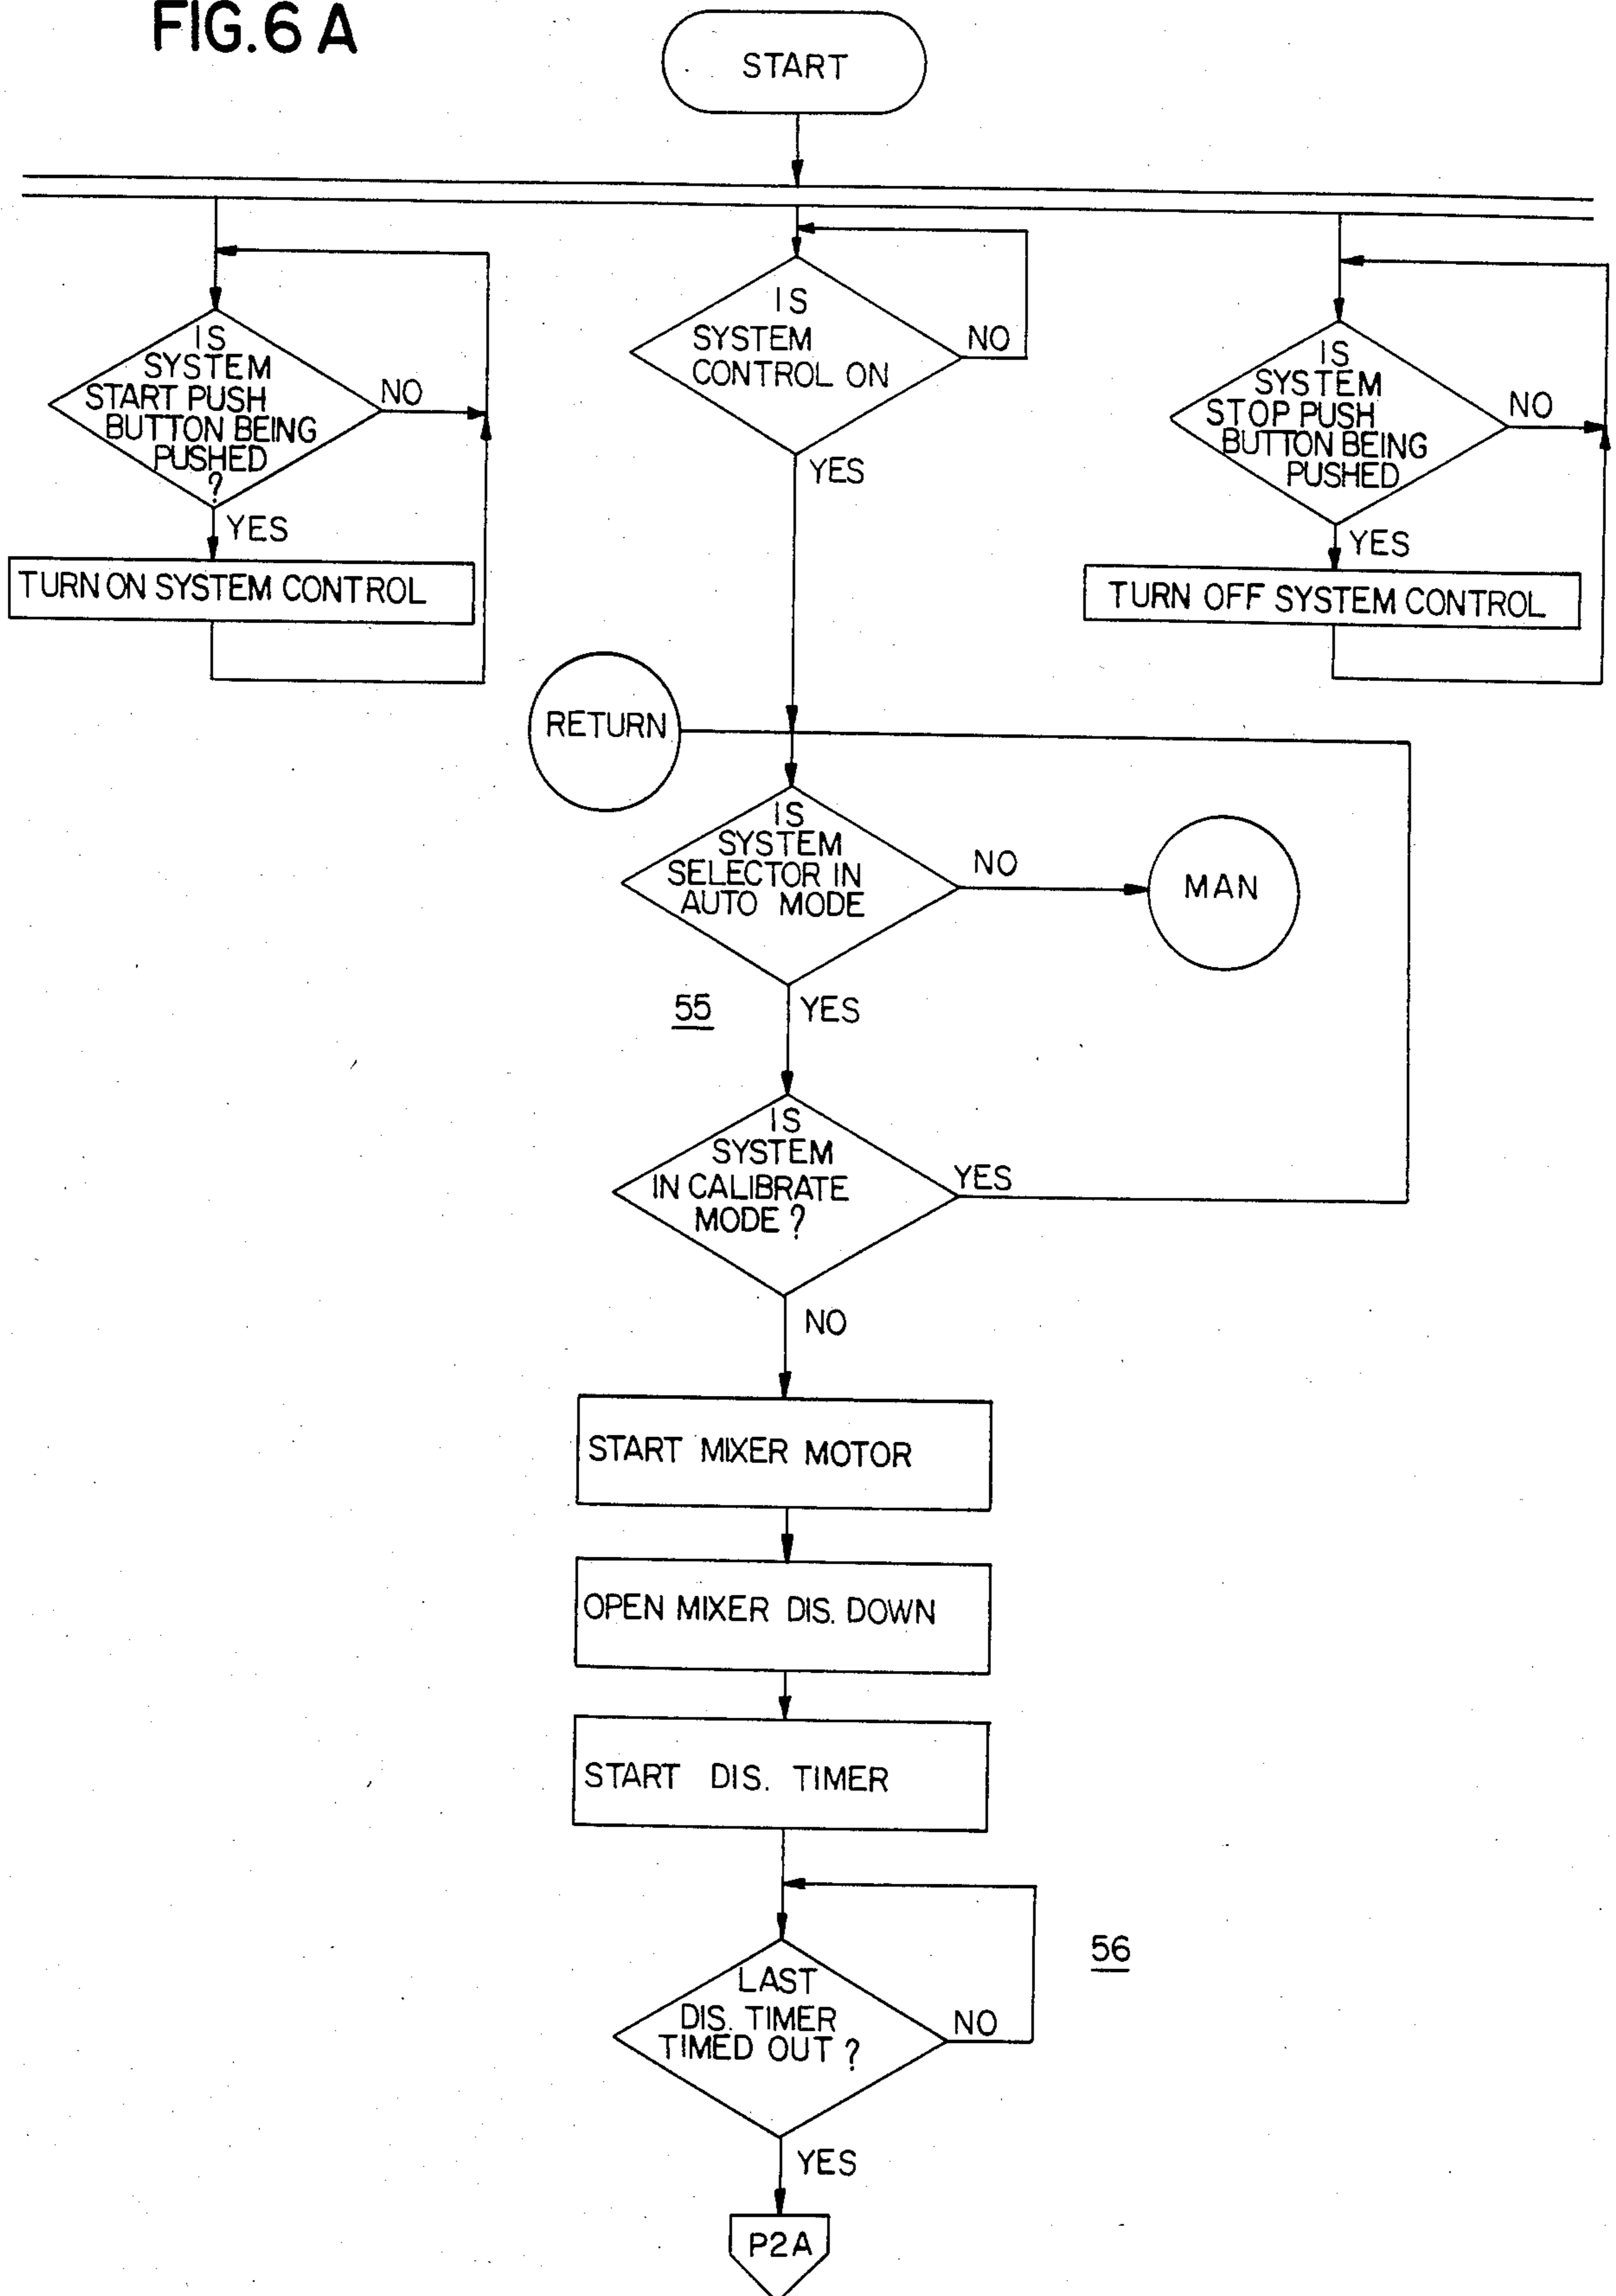 FIG.6 A
START
IS
SYSTEM
START PUSH
BUTTON BEING
PUSHED
?
NO
YES
TURN ON SYSTEM CONTROL
IS
SYSTEM
CONTROL ON
NO
YES
IS
SYSTEM
STOP PUSH
BUTTON BEING
PUSHED
NO
YES
TURN OFF SYSTEM CONTROL
RETURN
IS
SYSTEM
SELECTOR IN
AUTO MODE
NO
MAN
55
YES
IS
SYSTEM
IN CALIBRATE
MODE ?
YES
NO
START MIXER MOTOR
OPEN MIXER DIS. DOWN
START DIS. TIMER
56
LAST
DIS. TIMER
TIMED OUT ?
NO
YES
P2A